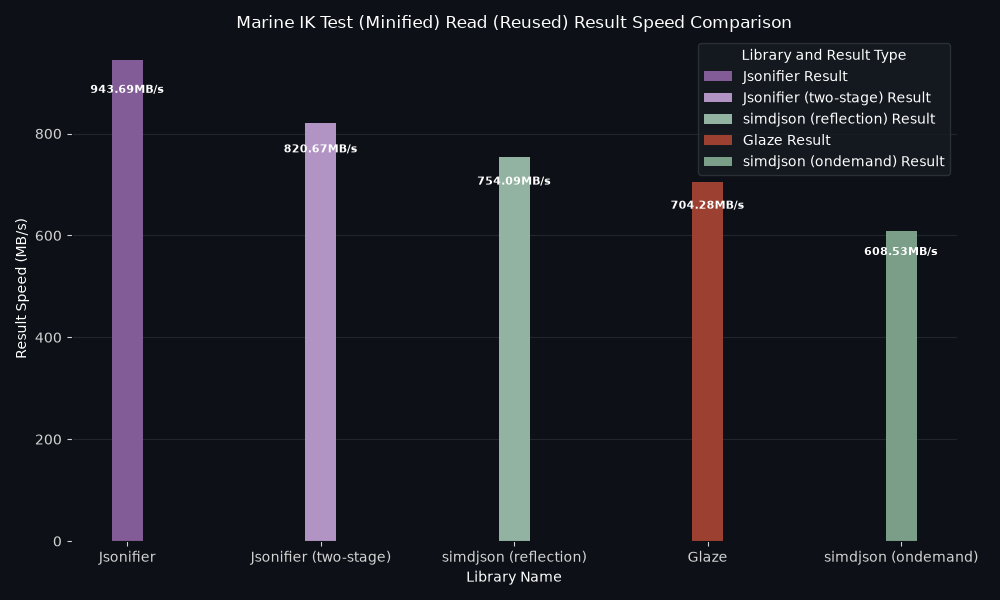 Marine IK Test (Minified) Read (Reused) Result Speed Comparison
Library and Result Type
Jsonifier Result
Jsonifier (two-stage) Result
simdjson (reflection) Result
Glaze Result
simdjson (ondemand) Result
943.69MB/s
820.67MB/s
754.09MB/s
704.28MB/s
608.53MB/s
Result Speed (MB/s)
800
600
400
200
0
Jsonifier
Jsonifier (two-stage)
simdjson (reflection)
Glaze
simdjson (ondemand)
Library Name